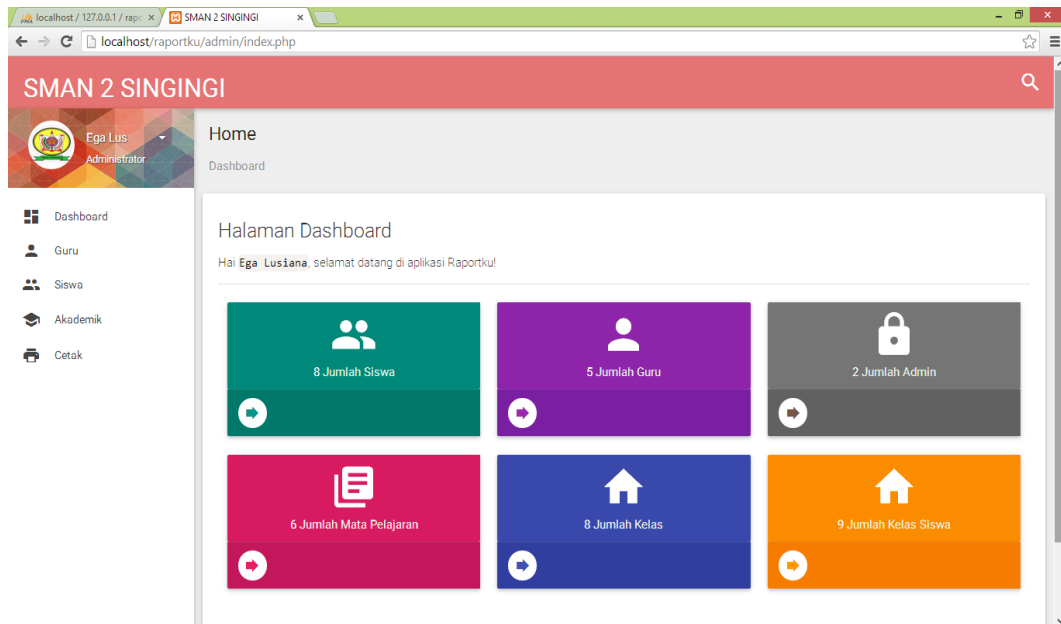 localhost / 127.0.0.1 / rapo
SMAN 2 SINGINGI
localhost/raportku/admin/index.php
SMAN 2 SINGINGI
Ega Lus
Administrator
Home
Dashboard
Dashboard
Guru
Siswa
Akademik
Cetak
Halaman Dashboard
Hai Ega Lusiana, selamat datang di aplikasi Raportku!
8 Jumlah Siswa
5 Jumlah Guru
2 Jumlah Admin
6 Jumlah Mata Pelajaran
8 Jumlah Kelas
9 Jumlah Kelas Siswa